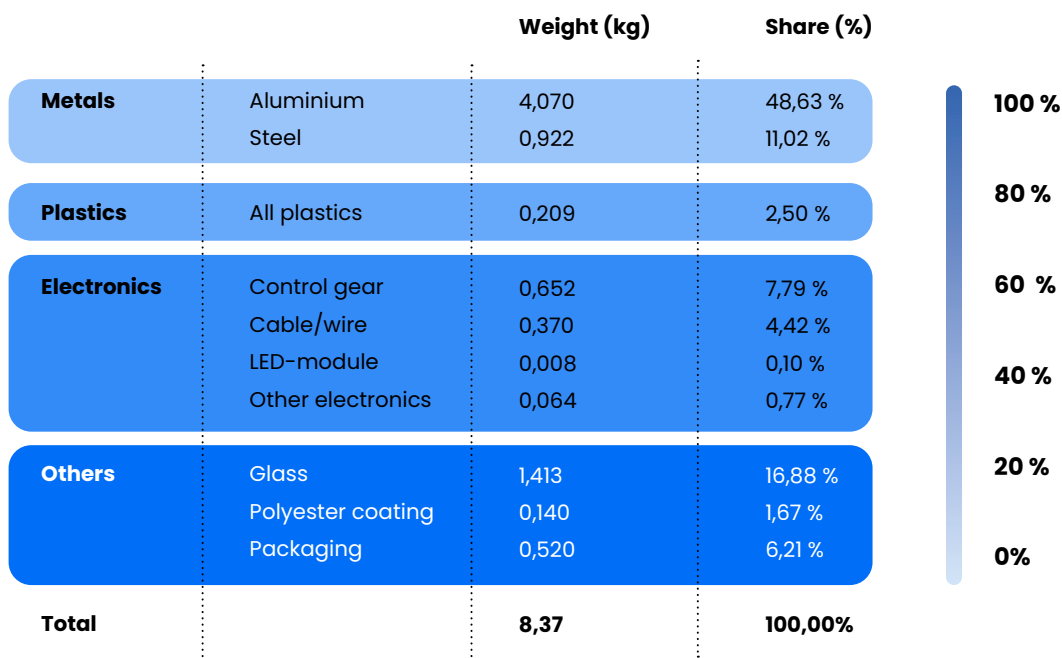 Weight (kg) Share (%)
Metals Aluminium 4,070 48,63 %
Steel 0,922 11,02 %
Plastics All plastics 0,209 2,50 %
Electronics Control gear 0,652 7,79 %
Cable/wire 0,370 4,42 %
LED-module 0,008 0,10 %
Other electronics 0,064 0,77 %
Others Glass 1,413 16,88 %
Polyester coating 0,140 1,67 %
Packaging 0,520 6,21 %
Total 8,37 100,00%
100 %
80 %
60 %
40 %
20 %
0%